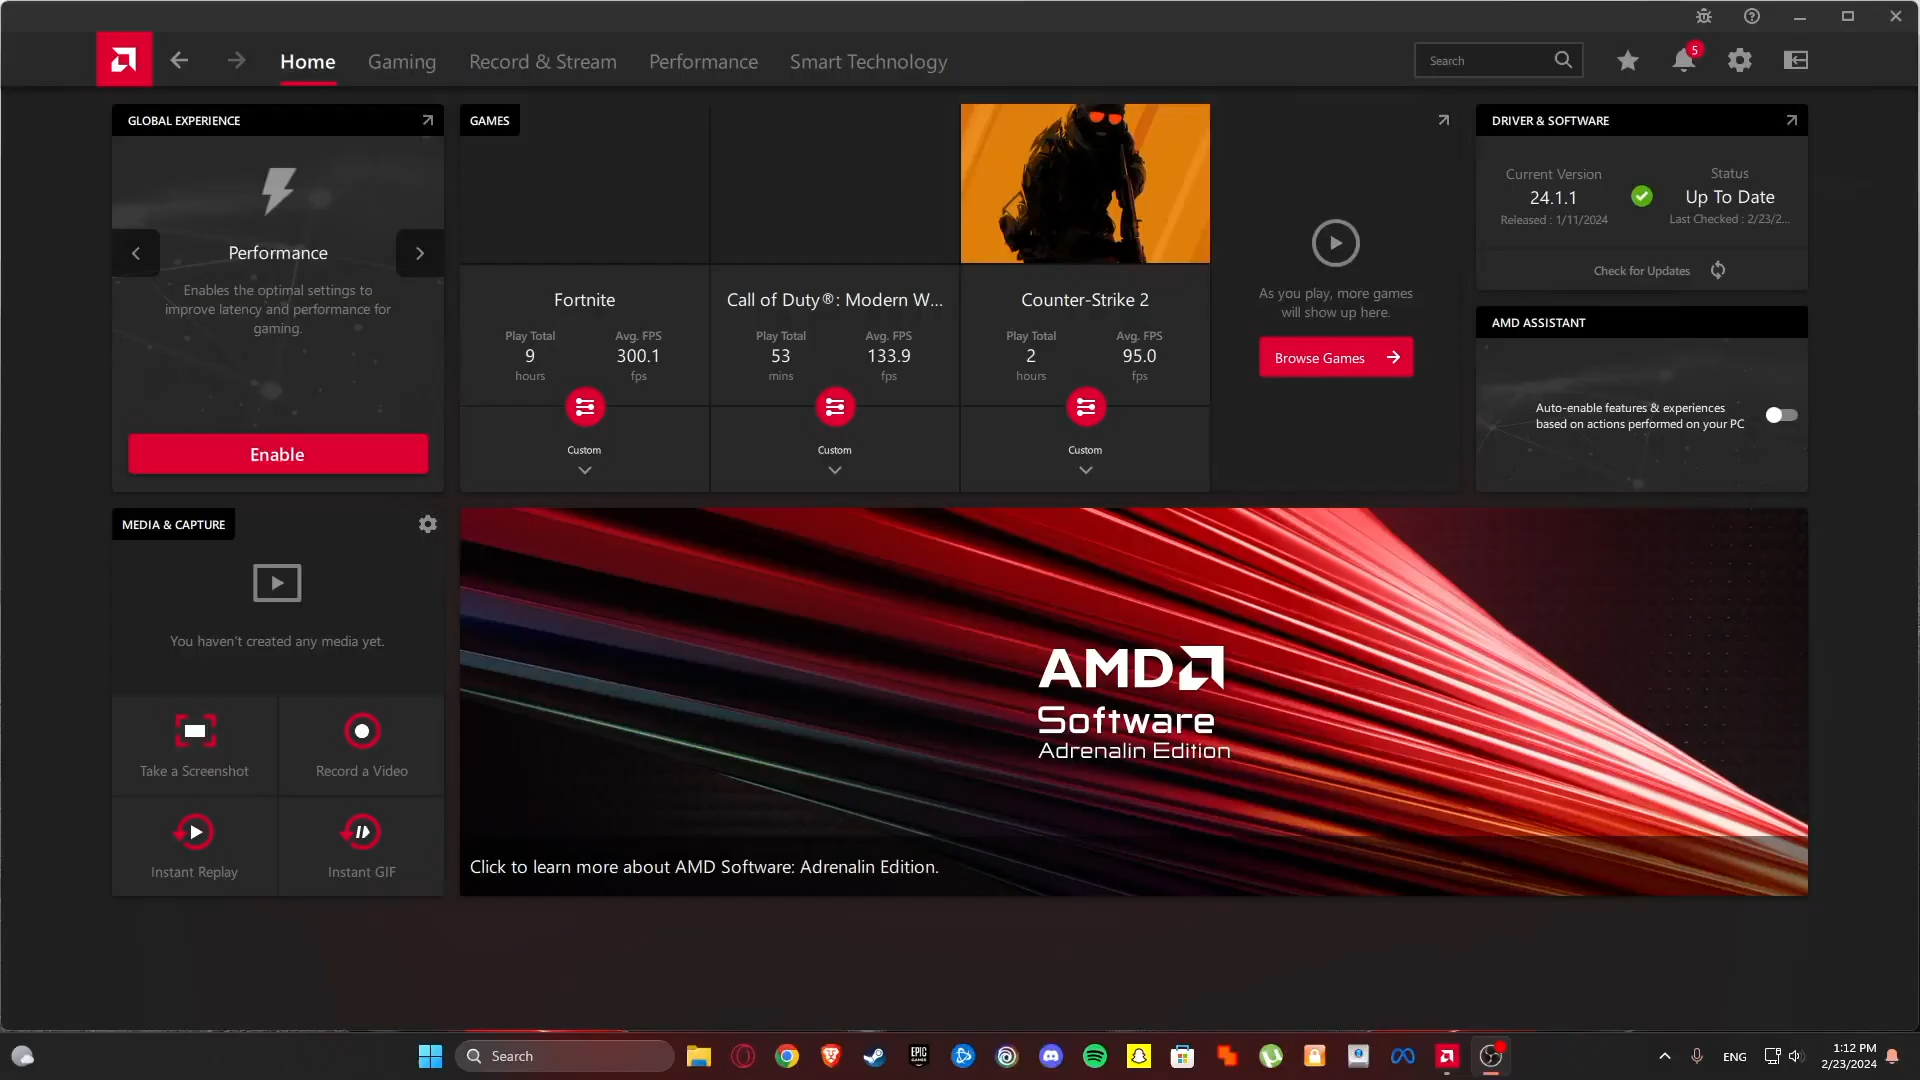 Home
Gaming
Record & Stream
Performance
Smart Technology
Search
5
GLOBAL EXPERIENCE
Performance
Enables the optimal settings to
improve latency and performance for
gaming.
Enable
GAMES
Fortnite
Play Total
9
hours
Avg. FPS
300.1
fps
Custom
Call of Duty®: Modern W...
Play Total
53
mins
Avg. FPS
133.9
fps
Custom
Counter-Strike 2
Play Total
2
hours
Avg. FPS
95.0
fps
Custom
As you play, more games
will show up here.
Browse Games
DRIVER & SOFTWARE
Current Version
24.1.1
Released : 1/11/2024
Status
Up To Date
Last Checked : 2/23/2...
Check for Updates
AMD ASSISTANT
Auto-enable features & experiences
based on actions performed on your PC
MEDIA & CAPTURE
You haven't created any media yet.
Take a Screenshot
Record a Video
Instant Replay
Instant GIF
AMD
Software
Adrenalin Edition
Click to learn more about AMD Software: Adrenalin Edition.
Search
EPIC
GAMES
ENG
1:12 PM
2/23/2024